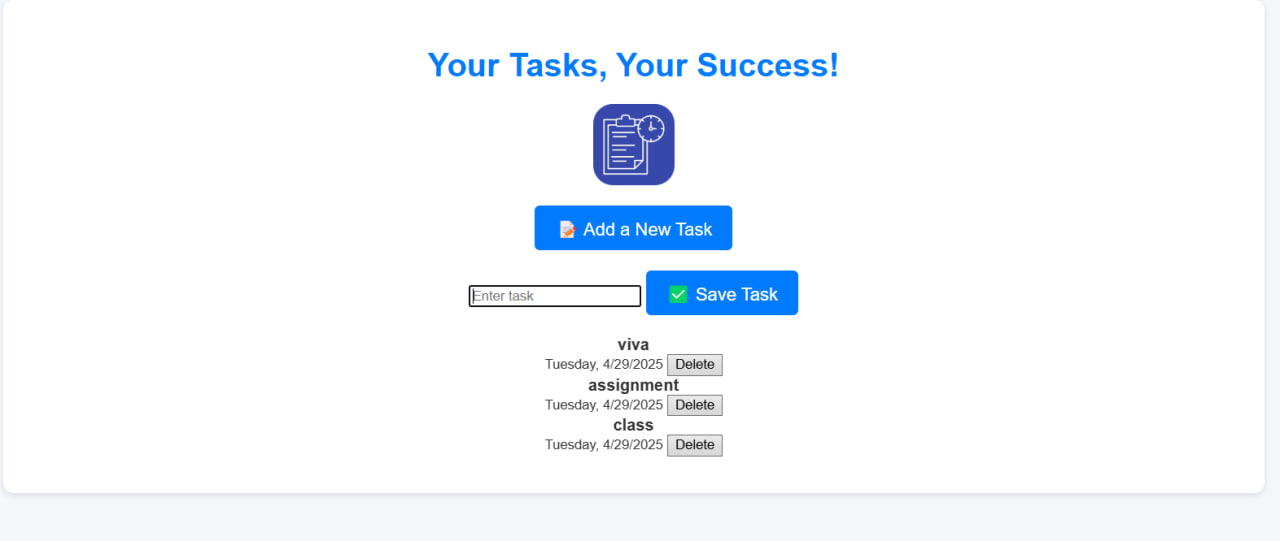 Your Tasks, Your Success!
📝 Add a New Task
Enter task ✅ Save Task
viva
Tuesday, 4/29/2025 Delete
assignment
Tuesday, 4/29/2025 Delete
class
Tuesday, 4/29/2025 Delete